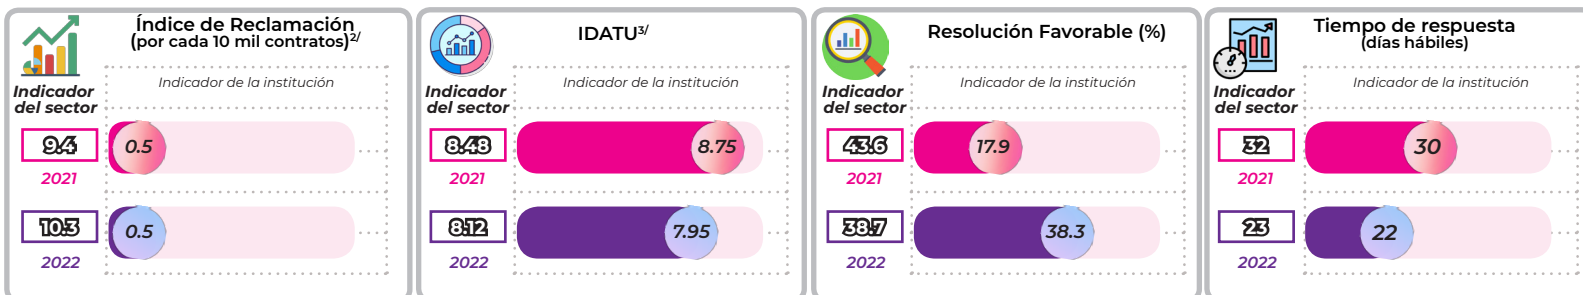 Índice de Reclamación
(por cada 10 mil contratos)2/
Indicador de la institución
Indicador
del sector
9.4
0.5
2021
10.3
0.5
2022
IDATU3/
Indicador de la institución
Indicador
del sector
8.48
8.75
2021
8.12
7.95
2022
Resolución Favorable (%)
Indicador de la institución
Indicador
del sector
43.6
17.9
2021
38.7
38.3
2022
Tiempo de respuesta
(días hábiles)
Indicador de la institución
Indicador
del sector
32
30
2021
23
22
2022